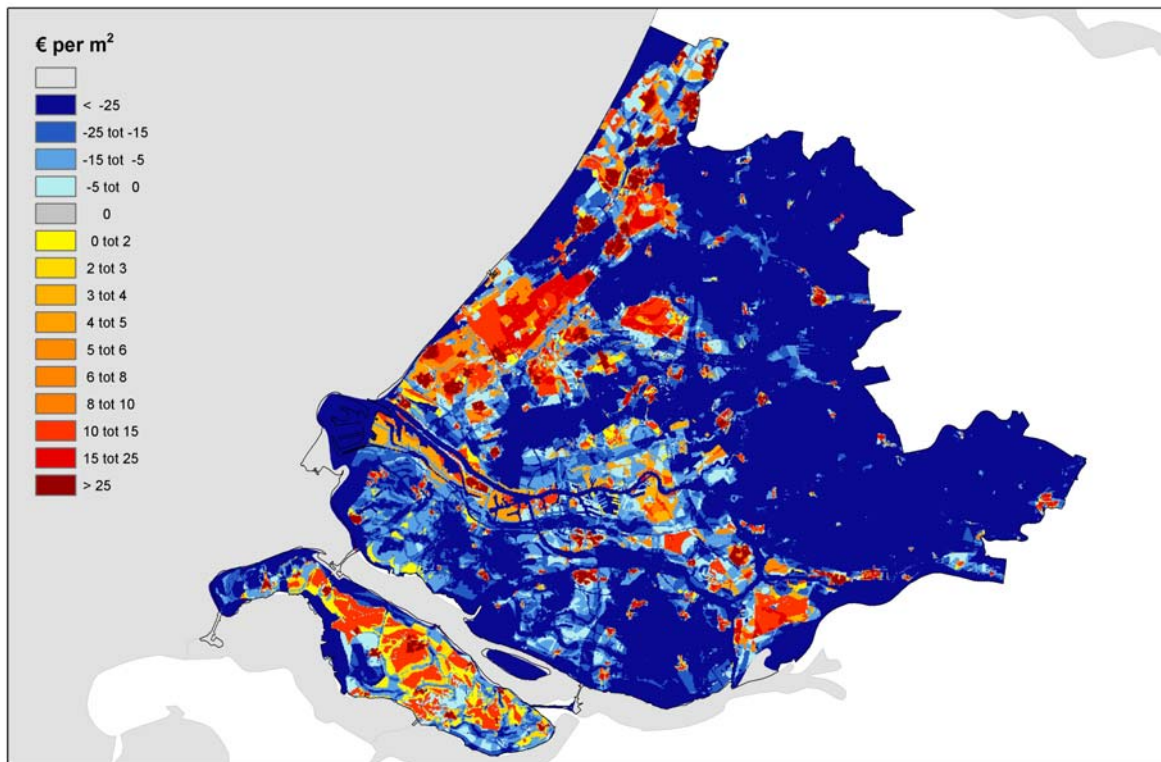 € per m²
< -25
-25 tot -15
-15 tot -5
-5 tot 0
0
0 tot 2
2 tot 3
3 tot 4
4 tot 5
5 tot 6
6 tot 8
8 tot 10
10 tot 15
15 tot 25
> 25